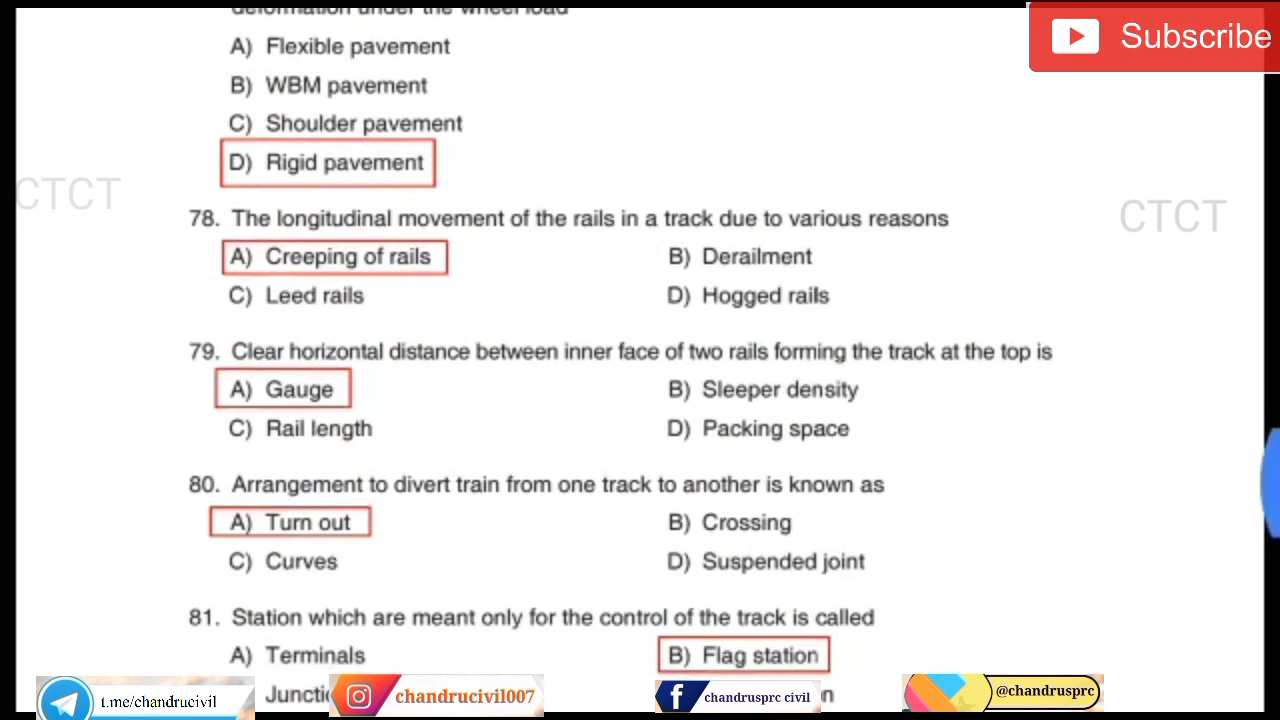 deformation under the wheel load
Subscribe
A) Flexible pavement
B) WBM pavement
C) Shoulder pavement
D) Rigid pavement
CTCT
CTCT
78. The longitudinal movement of the rails in a track due to various reasons
A) Creeping of rails B) Derailment
C) Leed rails D) Hogged rails
79. Clear horizontal distance between inner face of two rails forming the track at the top is
A) Gauge B) Sleeper density
C) Rail length D) Packing space
80. Arrangement to divert train from one track to another is known as
A) Turn out B) Crossing
C) Curves D) Suspended joint
81. Station which are meant only for the control of the track is called
A) Terminals B) Flag station
t.me/chandrucivil chandrucivil007 chandrusprc civil @chandrusprc